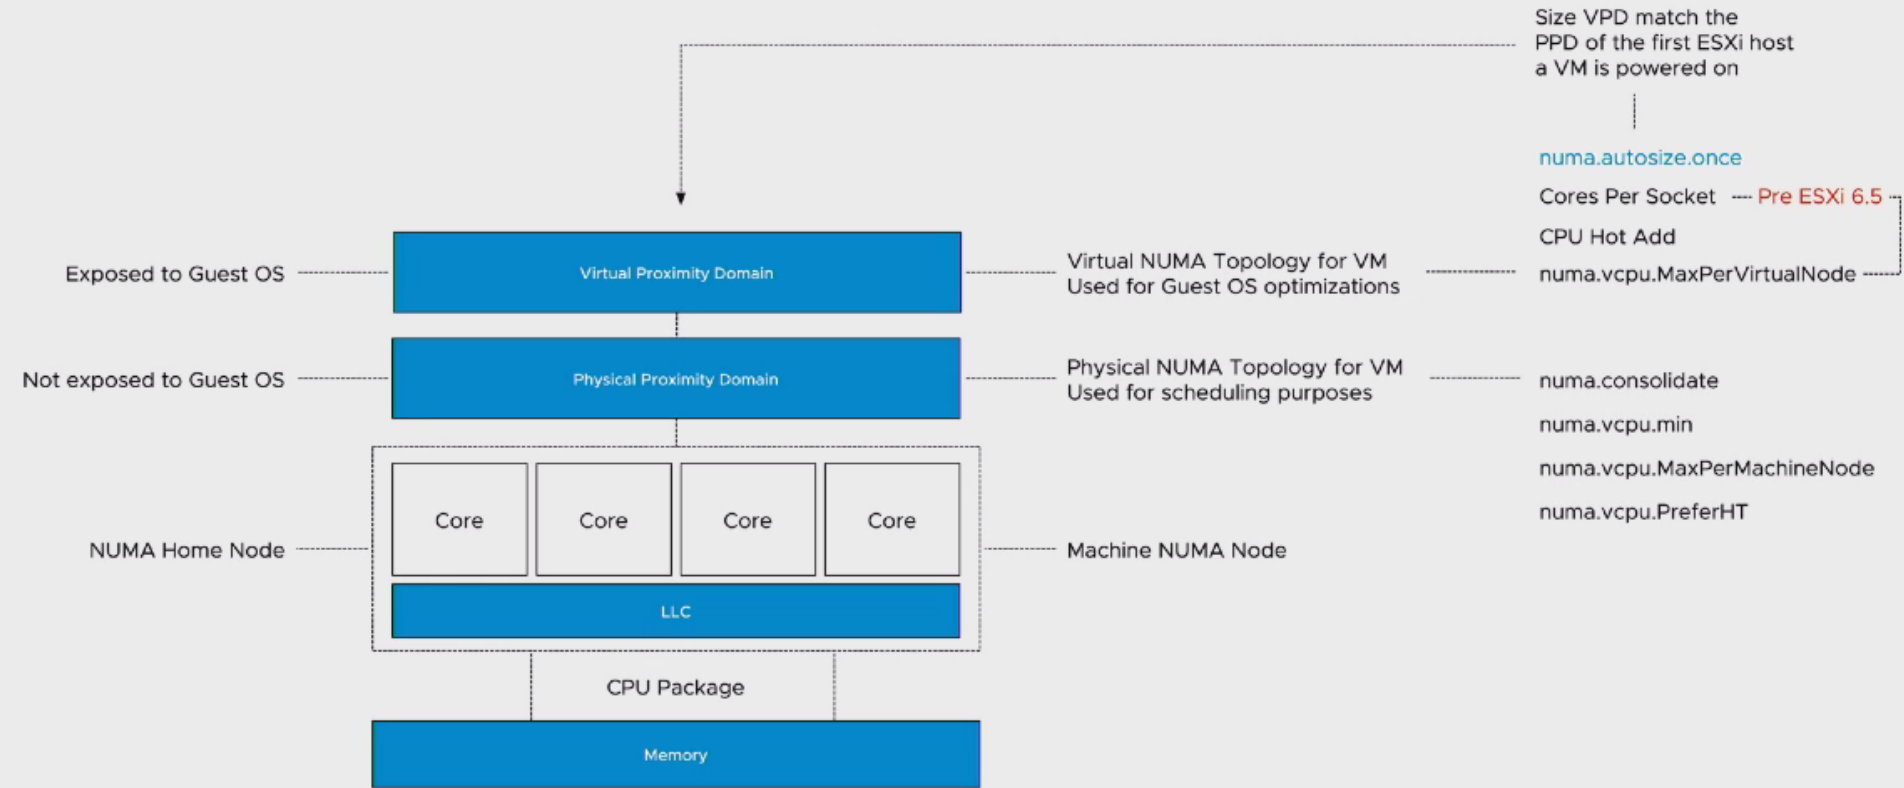 Size VPD match the
PPD of the first ESXi host
a VM is powered on
numa.autosize.once
Cores Per Socket
Pre ESXi 6.5
CPU Hot Add
numa.vcpu.MaxPerVirtualNode
Exposed to Guest OS
Virtual Proximity Domain
Virtual NUMA Topology for VM
Used for Guest OS optimizations
Not exposed to Guest OS
Physical Proximity Domain
Physical NUMA Topology for VM
Used for scheduling purposes
numa.consolidate
numa.vcpu.min
numa.vcpu.MaxPerMachineNode
numa.vcpu.PreferHT
NUMA Home Node
Core
Core
Core
Core
LLC
Machine NUMA Node
CPU Package
Memory